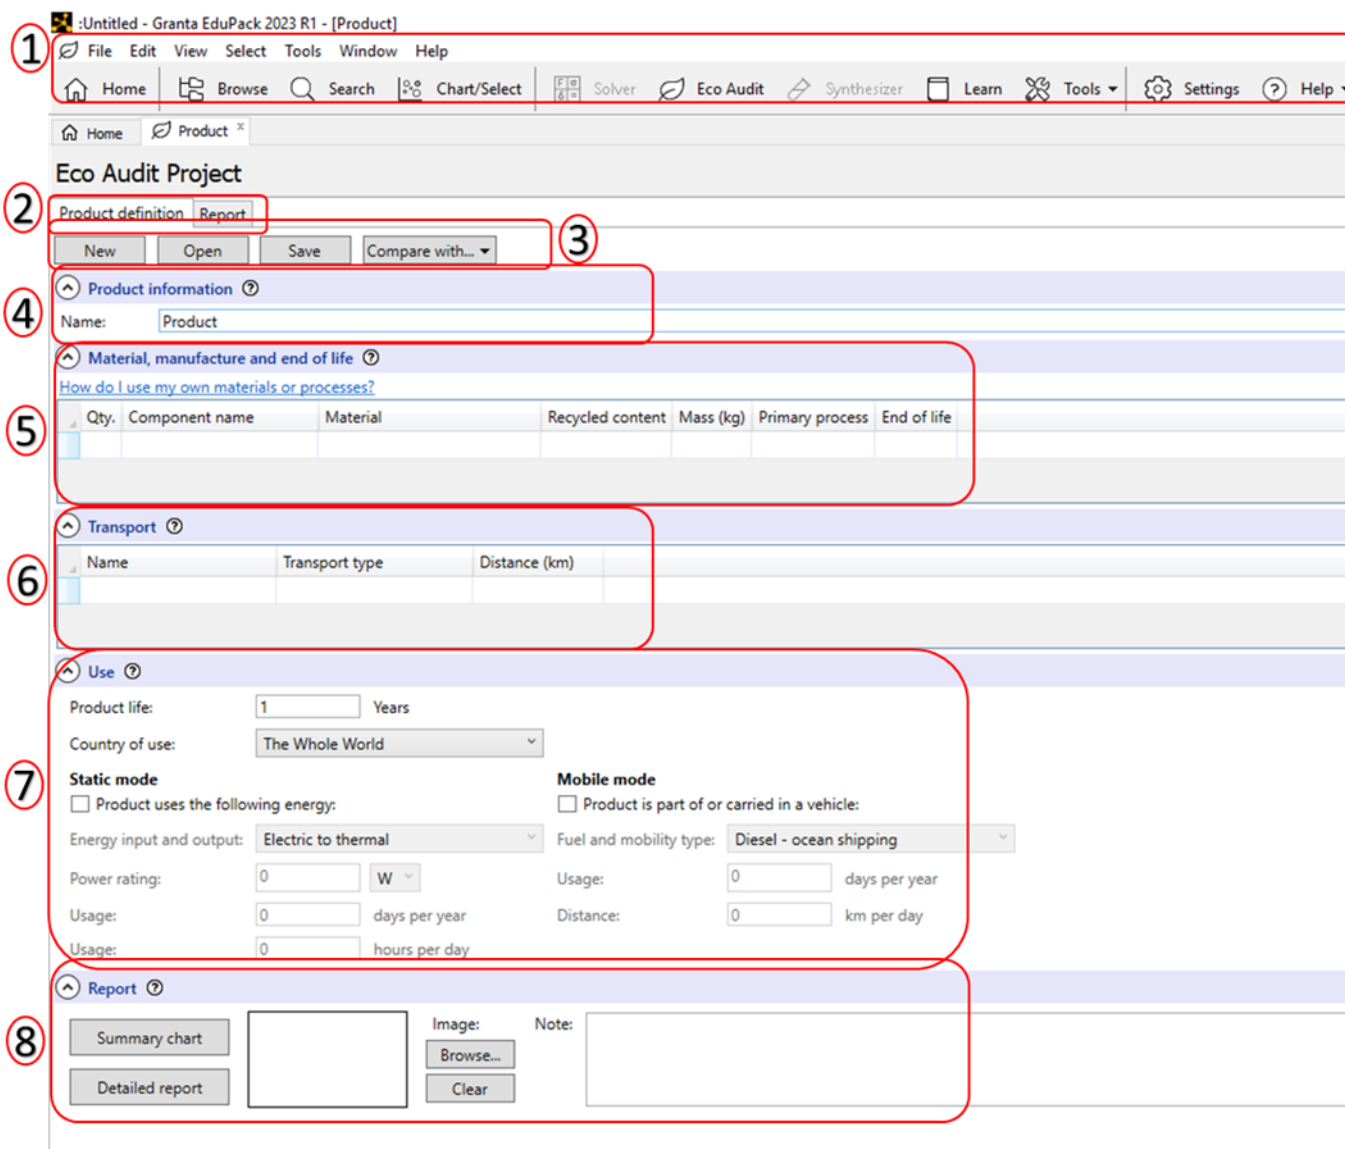 :Untitled - Granta EduPack 2023 R1 - [Product]
1
File Edit View Select Tools Window Help
Home Browse Search Chart/Select Solver Eco Audit Synthesizer Learn Tools Settings Help
Home Product x
Eco Audit Project
2
Product definition Report
3
New Open Save Compare with...
4
Product information ?
Name: Product
Material, manufacture and end of life ?
How do I use my own materials or processes?
5
Qty. Component name Material Recycled content Mass (kg) Primary process End of life
Transport ?
6
Name Transport type Distance (km)
Use ?
Product life: 1 Years
Country of use: The Whole World
7
Static mode Mobile mode
Product uses the following energy: Product is part of or carried in a vehicle:
Energy input and output: Electric to thermal Fuel and mobility type: Diesel - ocean shipping
Power rating: 0 W Usage: 0 days per year
Usage: 0 days per year Distance: 0 km per day
Usage: 0 hours per day
Report ?
8
Summary chart Image: Note:
Browse...
Detailed report Clear